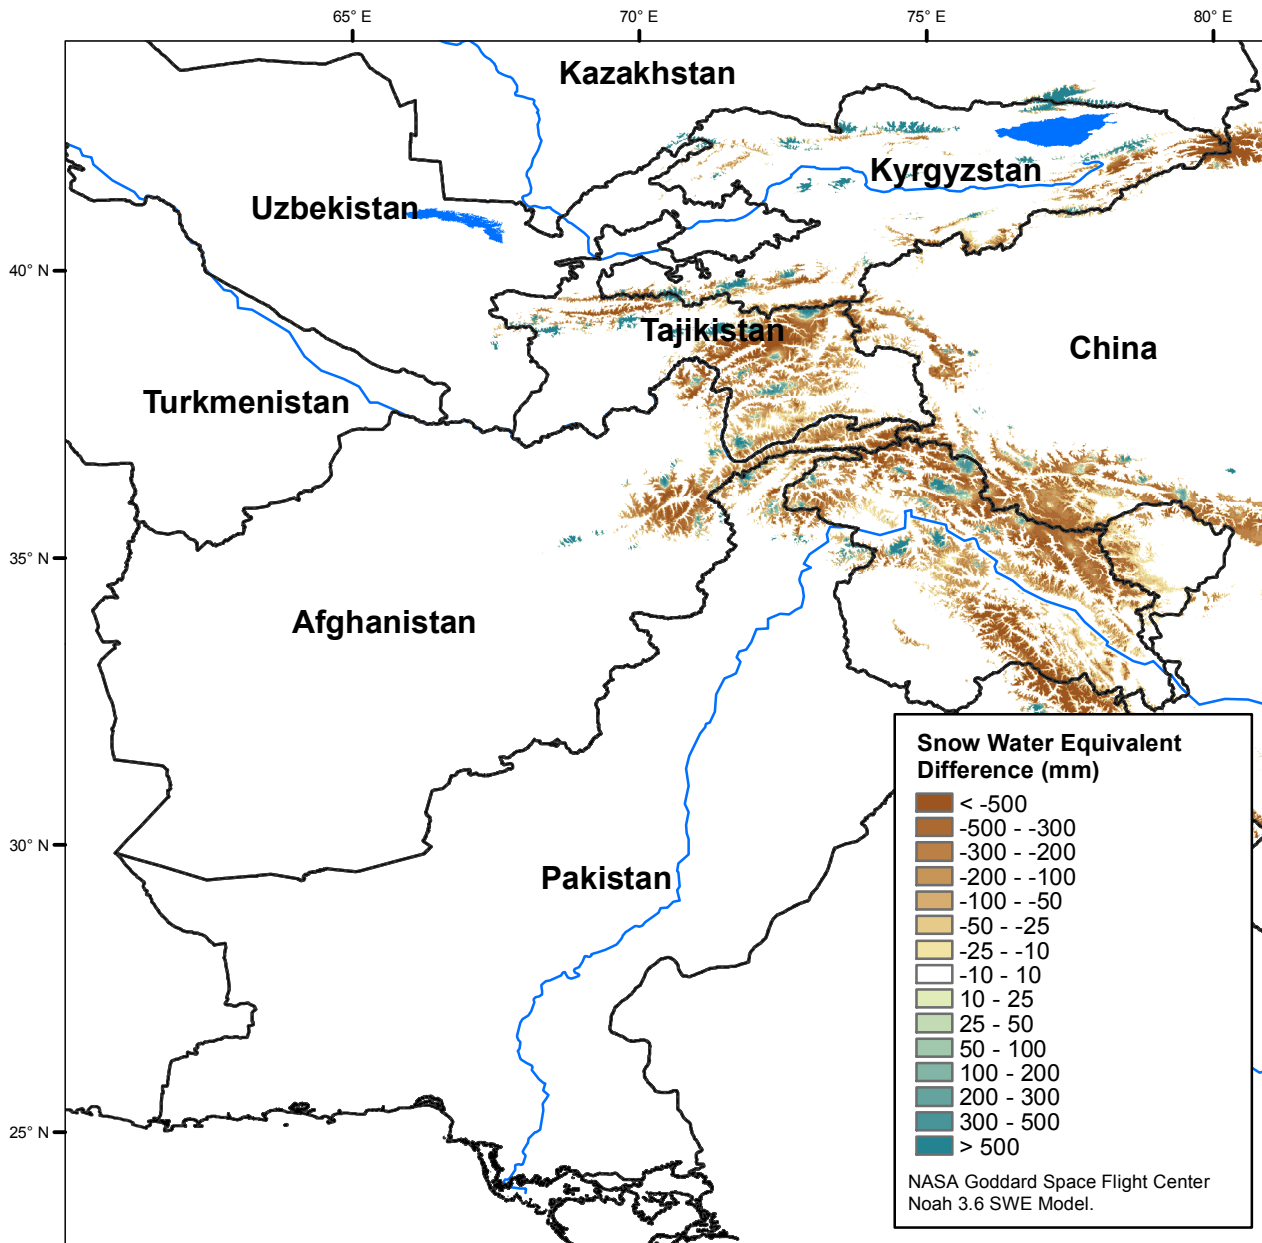 65° E
70° E
75° E
80° E
Kazakhstan
Kyrgyzstan
Uzbekistan
40° N
Tajikistan
China
Turkmenistan
35° N
Afghanistan
30° N
Pakistan
25° N
Snow Water Equivalent
Difference (mm)
< -500
-500 - -300
-300 - -200
-200 - -100
-100 - -50
-50 - -25
-25 - -10
-10 - 10
10 - 25
25 - 50
50 - 100
100 - 200
200 - 300
300 - 500
> 500
NASA Goddard Space Flight Center
Noah 3.6 SWE Model.